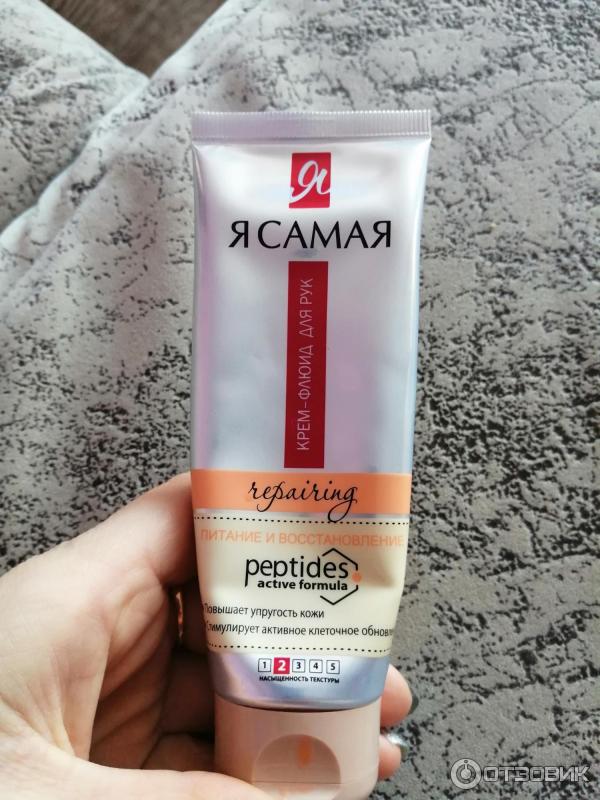 Я
Я САМАЯ
КРЕМ-ФЛЮИД ДЛЯ РУК
repairing
ПИТАНИЕ И ВОССТАНОВЛЕНИЕ
peptides
active formula
Повышает упругость кожи
Стимулирует активное клеточное обновле
1 2 3 4 5
НАСЫЩЕННОСТЬ ТЕКСТУРЫ
ОТЗОВИК